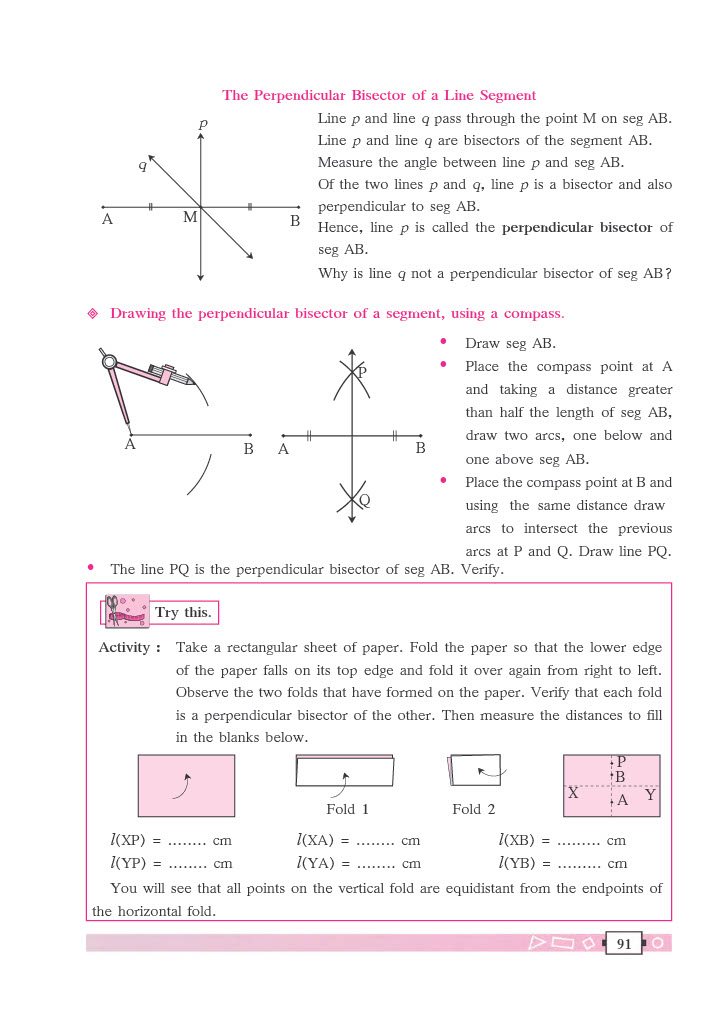 The Perpendicular Bisector of a Line Segment
p
q
A
M
B
Line p and line q pass through the point M on seg AB.
Line p and line q are bisectors of the segment AB.
Measure the angle between line p and seg AB.
Of the two lines p and q, line p is a bisector and also
perpendicular to seg AB.
Hence, line p is called the perpendicular bisector of
seg AB.
Why is line q not a perpendicular bisector of seg AB?
Drawing the perpendicular bisector of a segment, using a compass.
A
B
P
A
B
Q
• Draw seg AB.
• Place the compass point at A
and taking a distance greater
than half the length of seg AB,
draw two arcs, one below and
one above seg AB.
• Place the compass point at B and
using the same distance draw
arcs to intersect the previous
arcs at P and Q. Draw line PQ.
• The line PQ is the perpendicular bisector of seg AB. Verify.
Try this.
Activity : Take a rectangular sheet of paper. Fold the paper so that the lower edge
of the paper falls on its top edge and fold it over again from right to left.
Observe the two folds that have formed on the paper. Verify that each fold
is a perpendicular bisector of the other. Then measure the distances to fill
in the blanks below.
P
B
X
A
Y
Fold 1
Fold 2
l(XP) = ........ cm l(XA) = ........ cm l(XB) = ......... cm
l(YP) = ........ cm l(YA) = ........ cm l(YB) = ......... cm
You will see that all points on the vertical fold are equidistant from the endpoints of
the horizontal fold.
91